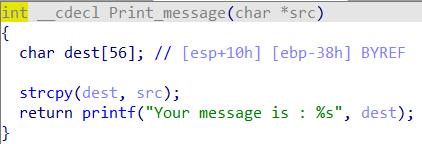 int __cdecl Print_message(char *src)
{
  char dest[56]; // [esp+10h] [ebp-38h] BYREF

  strcpy(dest, src);
  return printf("Your message is : %s", dest);
}